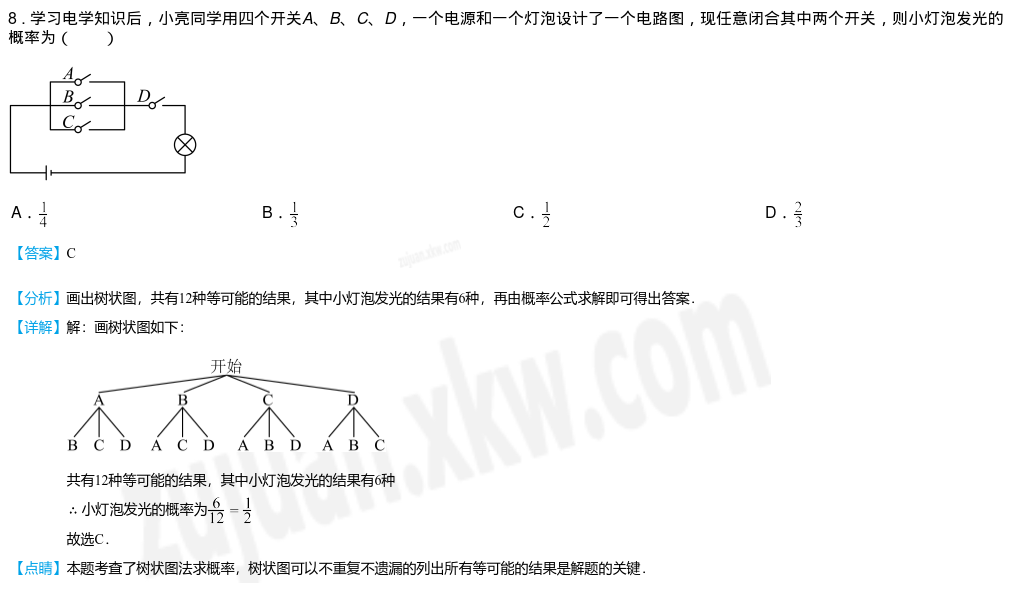 8．学习电学知识后，小亮同学用四个开关A、B、C、D，一个电源和一个灯泡设计了一个电路图，现任意闭合其中两个开关，则小灯泡发光的
概率为（　　）
A
B D
C
A．1/4 B．1/3 C．1/2 D．2/3
【答案】C
zujuan.xkw.com
【分析】画出树状图，共有12种等可能的结果，其中小灯泡发光的结果有6种，再由概率公式求解即可得出答案．
【详解】解：画树状图如下：
开始
A B C D
B C D A C D A B D A B C
共有12种等可能的结果，其中小灯泡发光的结果有6种
∴小灯泡发光的概率为6/12＝1/2
故选C．
【点睛】本题考查了树状图法求概率，树状图可以不重复不遗漏的列出所有等可能的结果是解题的关键．
zujuan.xkw.com